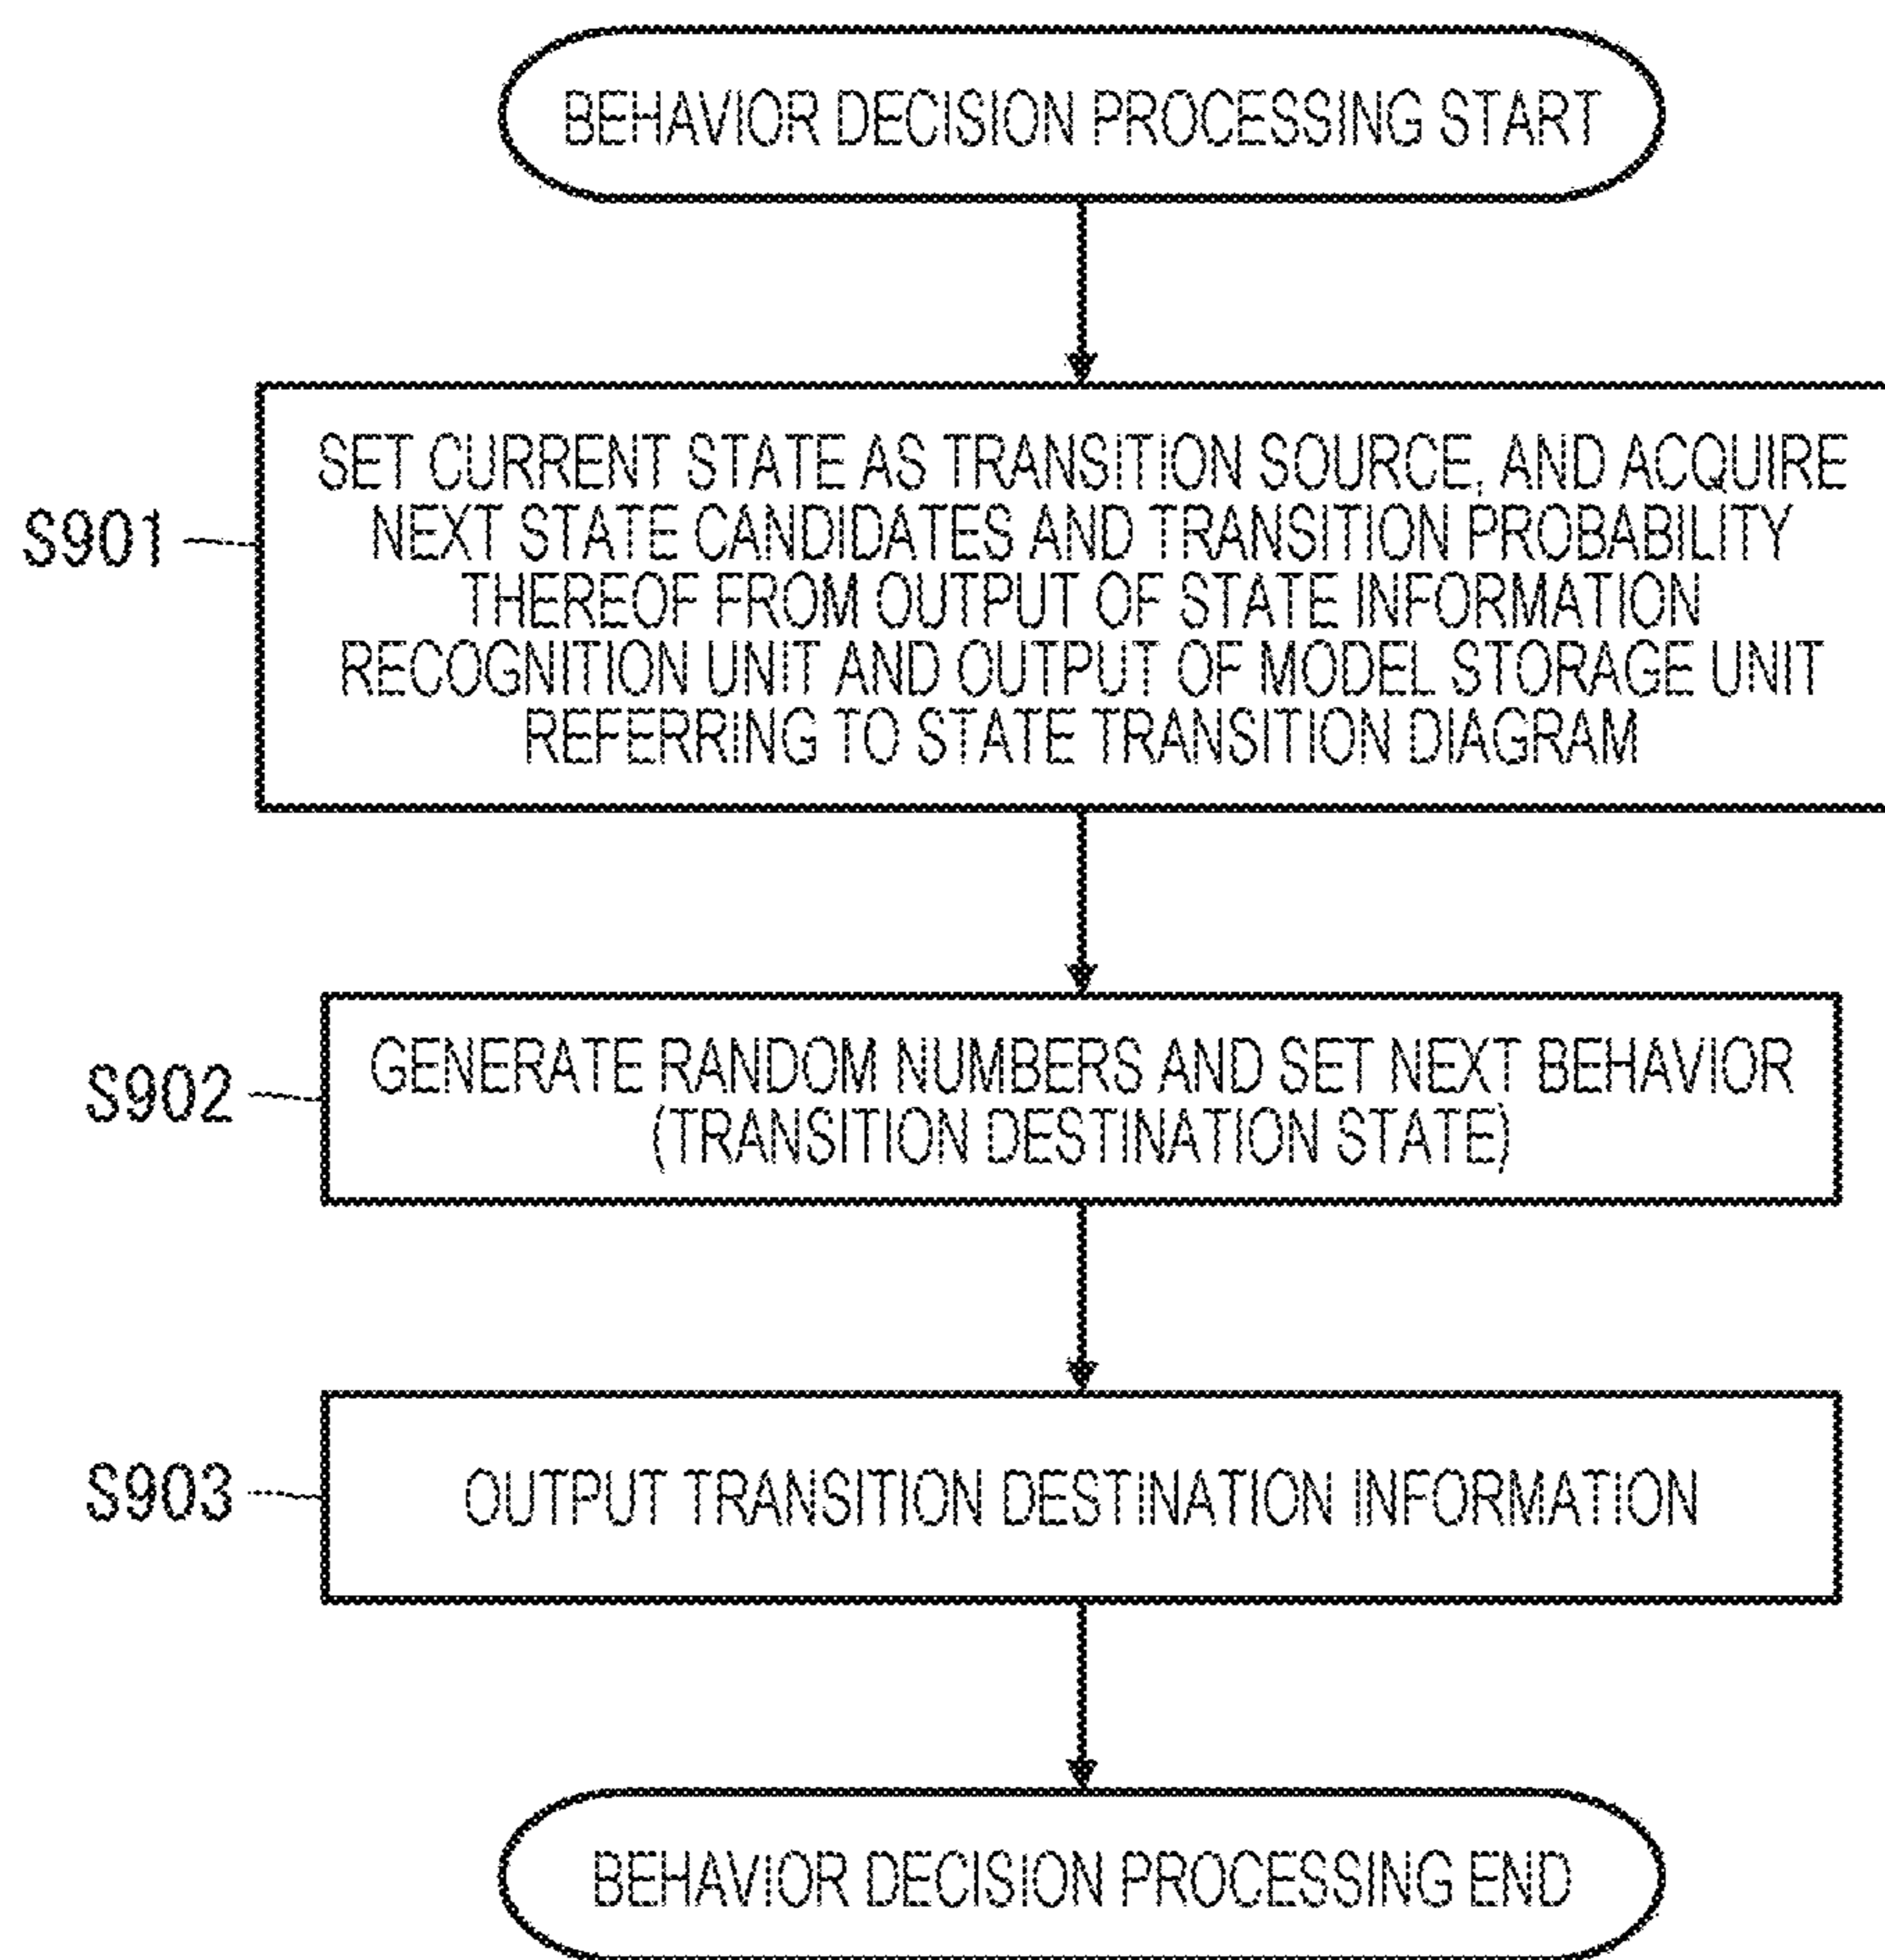 BEHAVIOR DECISION PROCESSING START
S901
SET CURRENT STATE AS TRANSITION SOURCE, AND ACQUIRE
NEXT STATE CANDIDATES AND TRANSITION PROBABILITY
THEREOF FROM OUTPUT OF STATE INFORMATION
RECOGNITION UNIT AND OUTPUT OF MODEL STORAGE UNIT
REFERRING TO STATE TRANSITION DIAGRAM
S902
GENERATE RANDOM NUMBERS AND SET NEXT BEHAVIOR
(TRANSITION DESTINATION STATE)
S903
OUTPUT TRANSITION DESTINATION INFORMATION
BEHAVIOR DECISION PROCESSING END